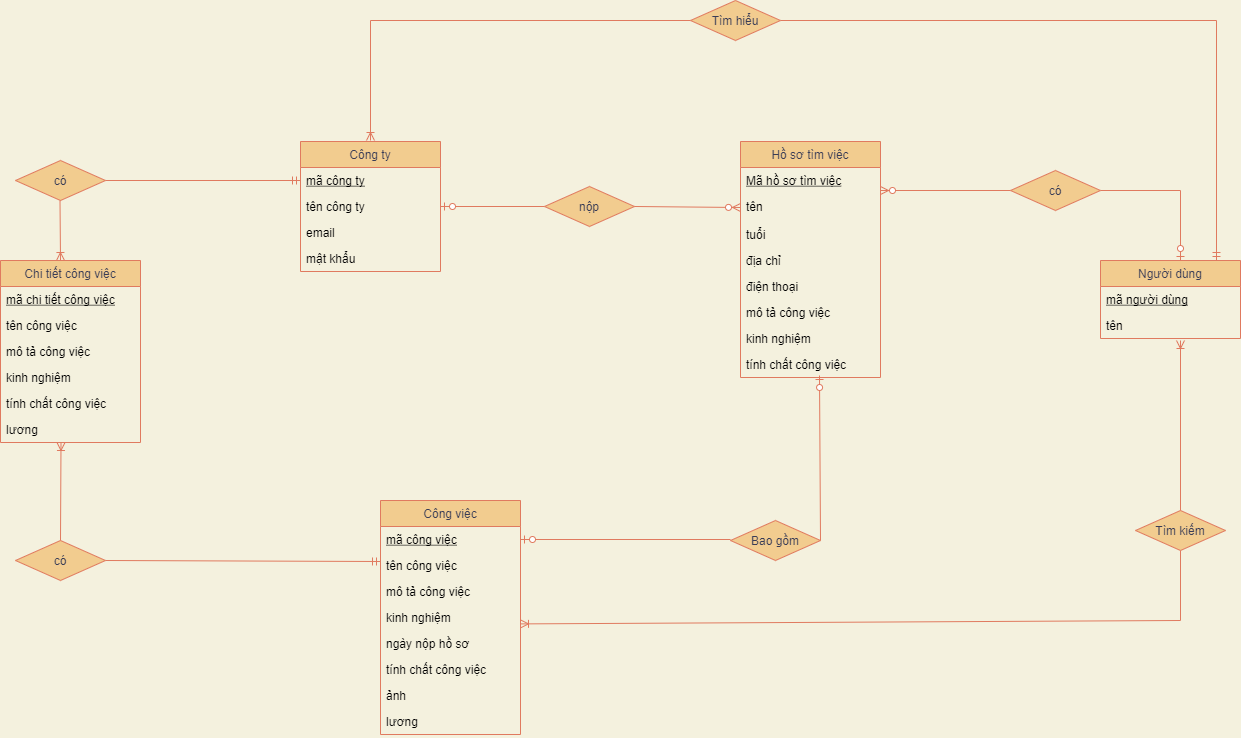 Tìm hiểu
Công ty
mã công ty
tên công ty
email
mật khẩu
Hồ sơ tìm việc
Mã hồ sơ tìm việc
tên
tuổi
địa chỉ
điện thoại
mô tả công việc
kinh nghiệm
tính chất công việc
có
nộp
có
Chi tiết công việc
mã chi tiết công việc
tên công việc
mô tả công việc
kinh nghiệm
tính chất công việc
lương
Người dùng
mã người dùng
tên
Công việc
mã công việc
tên công việc
mô tả công việc
kinh nghiệm
ngày nộp hồ sơ
tính chất công việc
ảnh
lương
có
Bao gồm
Tìm kiếm